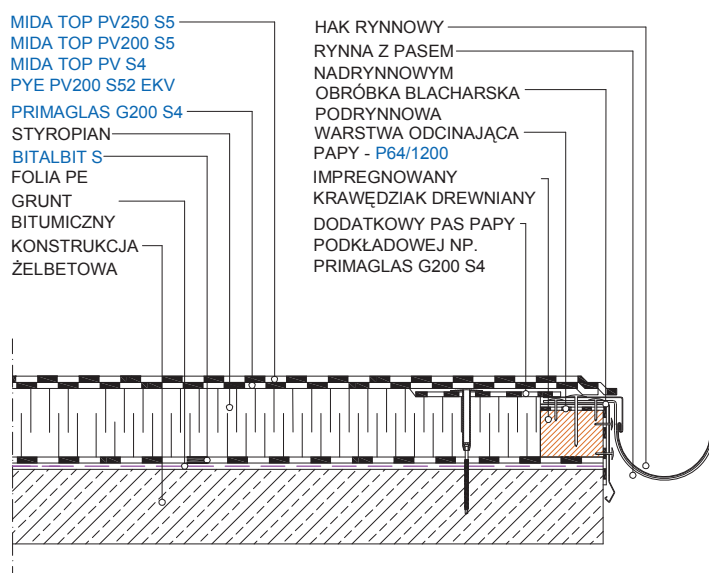 MIDA TOP PV250 S5
MIDA TOP PV200 S5
MIDA TOP PV S4
PYE PV200 S52 EKV
PRIMAGLAS G200 S4
STYROPIAN
BITALBIT S
FOLIA PE
GRUNT
BITUMICZNY
KONSTRUKCJA
ŻELBETOWA
HAK RYNNOWY
RYNNA Z PASEM
NADRYNNOWYM
OBRÓBKA BLACHARSKA
PODRYNNOWA
WARSTWA ODCINAJĄCA
PAPY - P64/1200
IMPREGNOWANY
KRAWĘDZIAK DREWNIANY
DODATKOWY PAS PAPY
PODKŁADOWEJ NP.
PRIMAGLAS G200 S4